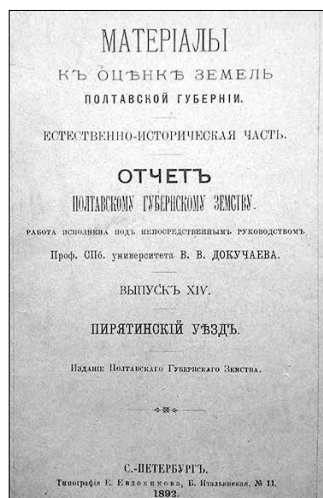 МАТЕРІАЛЫ
КЪ ОЦѢНКѢ ЗЕМЕЛЬ
ПОЛТАВСКОЙ ГУБЕРНІИ.
ЕСТЕСТВЕННО-ИСТОРИЧЕСКАЯ ЧАСТЬ.
ОТЧЕТЪ
ПОЛТАВСКОМУ ГУБЕРНСКОМУ ЗЕМСТВУ.
РАБОТА ИСПОЛНЕНА ПОДЪ НЕПОСРЕДСТВЕННЫМЪ РУКОВОДСТВОМЪ
Проф. СПб. университета В. В. ДОКУЧАЕВА.
ВЫПУСКЪ XIV.
ПИРЯТИНСКІЙ УѢЗДЪ.
Изданіе Полтавскаго Губернскаго Земства.
С.-ПЕТЕРБУРГЪ.
Типографія Е. Евдокимова, Б. Итальянская, № 11.
1892.